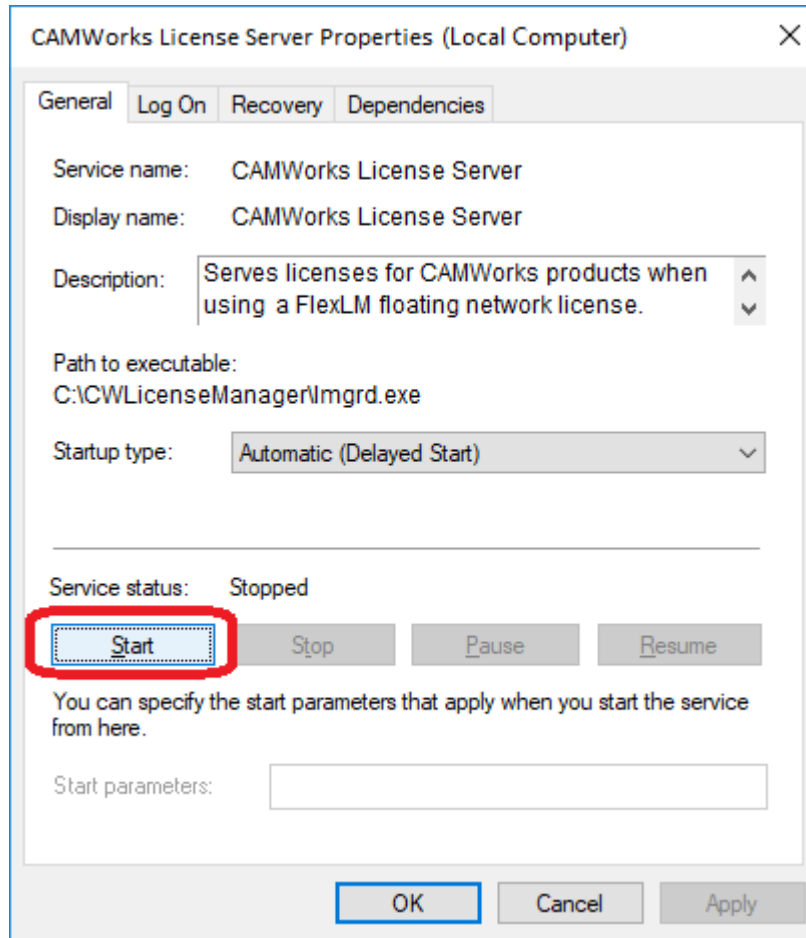 CAMWorks License Server Properties (Local Computer)
General Log On Recovery Dependencies
Service name: CAMWorks License Server
Display name: CAMWorks License Server
Description: Serves licenses for CAMWorks products when
using a FlexLM floating network license.
Path to executable:
C:\CWLicenseManager\lmgrd.exe
Startup type: Automatic (Delayed Start)
Service status: Stopped
Start Stop Pause Resume
You can specify the start parameters that apply when you start the service
from here.
Start parameters:
OK Cancel Apply